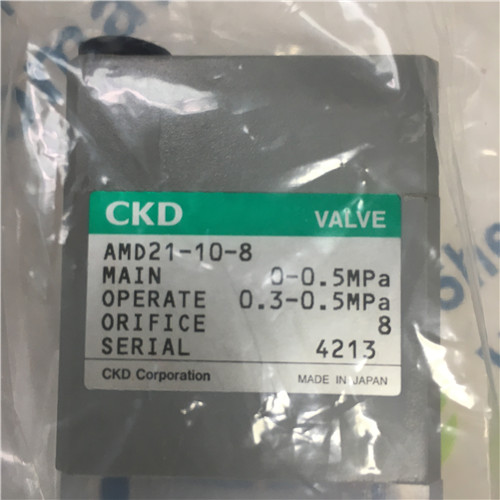 CKD VALVE
AMD21-10-8
MAIN 0-0.5MPa
OPERATE 0.3-0.5MPa
ORIFICE 8
SERIAL 4213
CKD Corporation MADE IN JAPAN